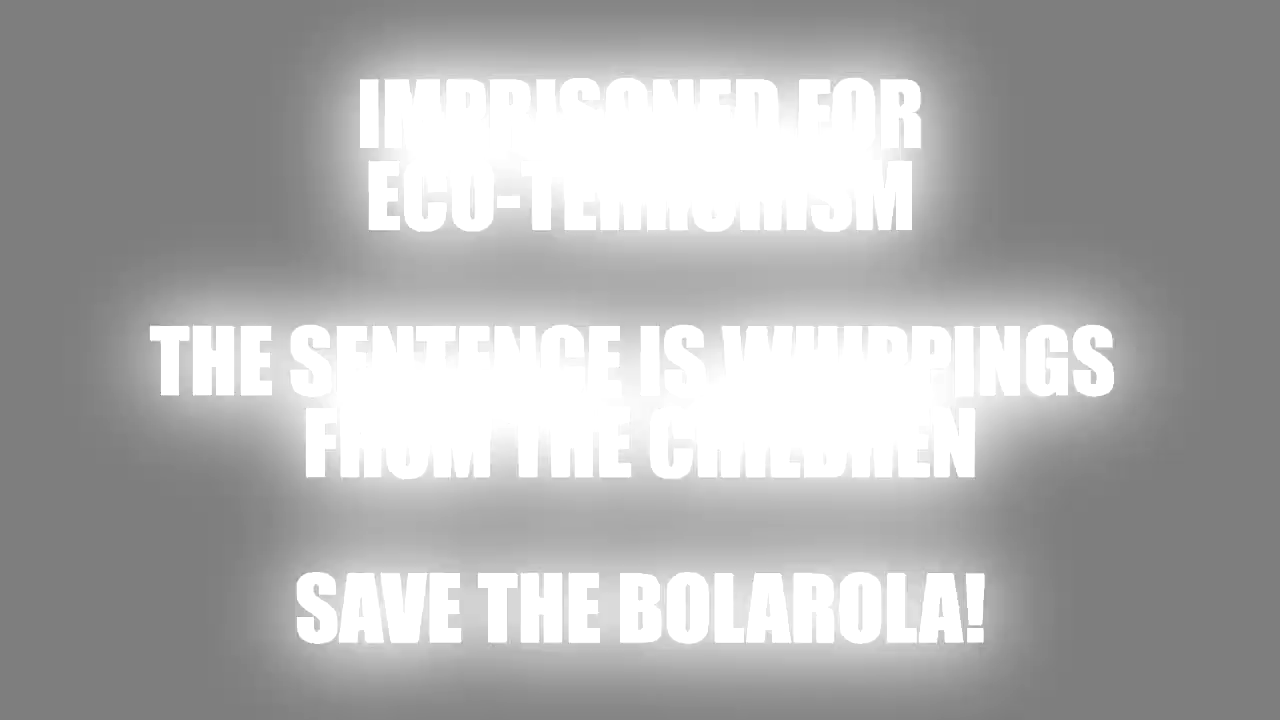 IMPRISONED FOR
ECO-TERRORISM
THE SENTENCE IS WHIPPINGS
FROM THE CHILDREN
SAVE THE BOLAROLA!